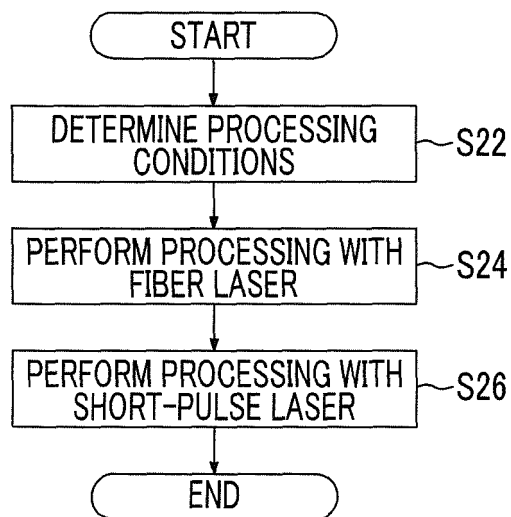 START
DETERMINE PROCESSING
CONDITIONS
S22
PERFORM PROCESSING WITH
FIBER LASER
S24
PERFORM PROCESSING WITH
SHORT-PULSE LASER
S26
END